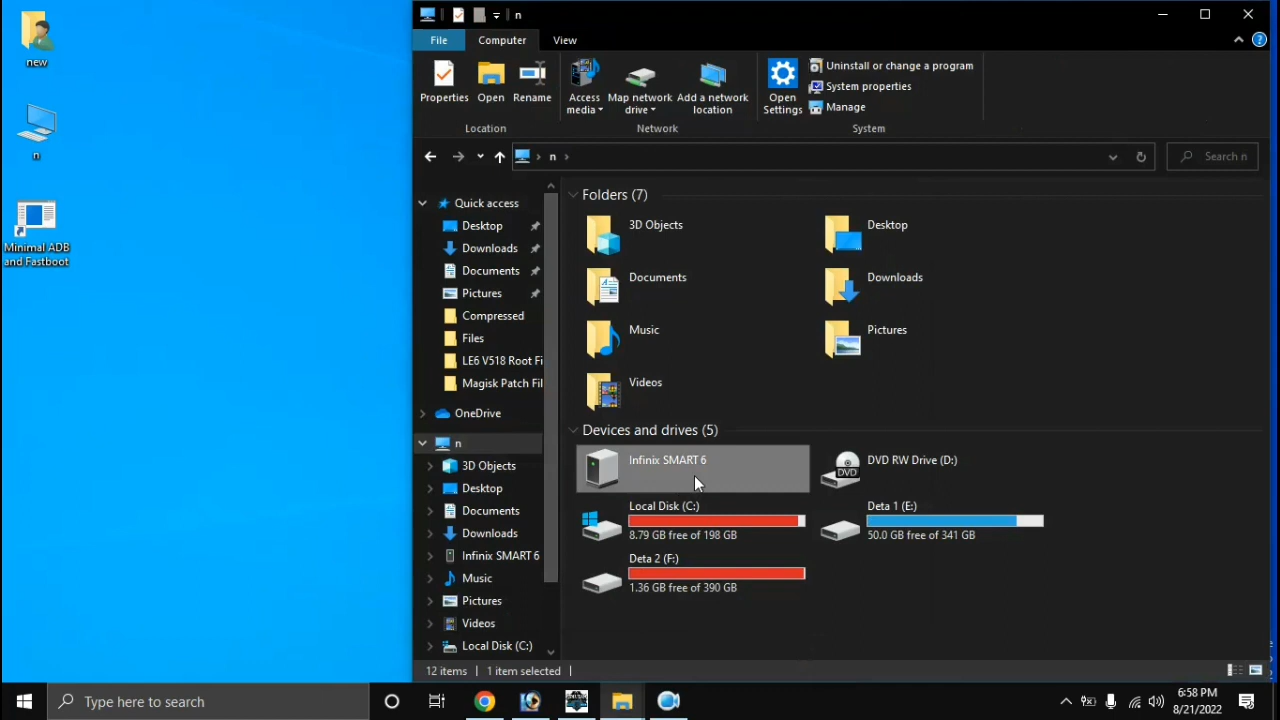 new
n
Minimal ADB
and Fastboot
n
File
Computer
View
Properties
Open
Rename
Access
media
Map network
drive
Add a network
location
Open
Settings
Uninstall or change a program
System properties
Manage
Location
Network
System
n
Search n
Quick access
Desktop
Downloads
Documents
Pictures
Compressed
Files
LE6 V518 Root Fi
Magisk Patch Fil
OneDrive
n
3D Objects
Desktop
Documents
Downloads
Infinix SMART 6
Music
Pictures
Videos
Local Disk (C:)
Folders (7)
3D Objects
Desktop
Documents
Downloads
Music
Pictures
Videos
Devices and drives (5)
Infinix SMART 6
DVD RW Drive (D:)
DVD
Local Disk (C:)
8.79 GB free of 198 GB
Deta 1 (E:)
50.0 GB free of 341 GB
Deta 2 (F:)
1.36 GB free of 390 GB
12 items
1 item selected
Type here to search
6:58 PM
8/21/2022